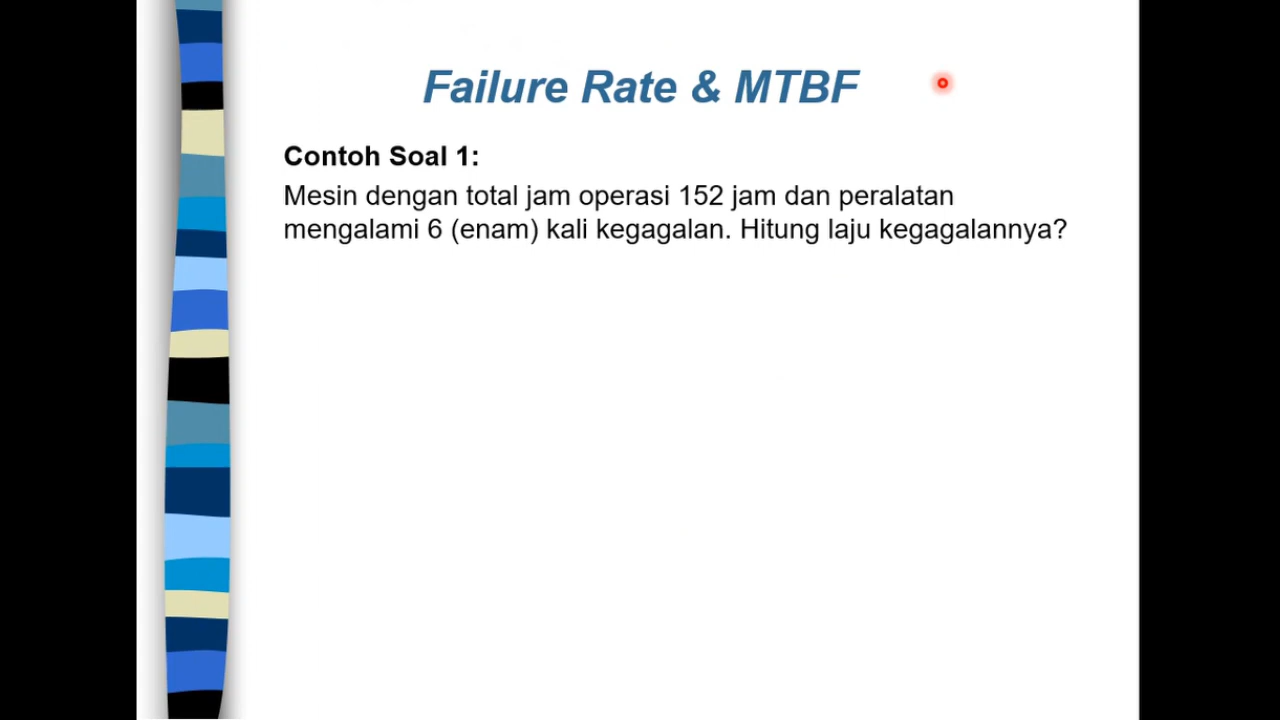 Failure Rate & MTBF
Contoh Soal 1:
Mesin dengan total jam operasi 152 jam dan peralatan
mengalami 6 (enam) kali kegagalan. Hitung laju kegagalannya?